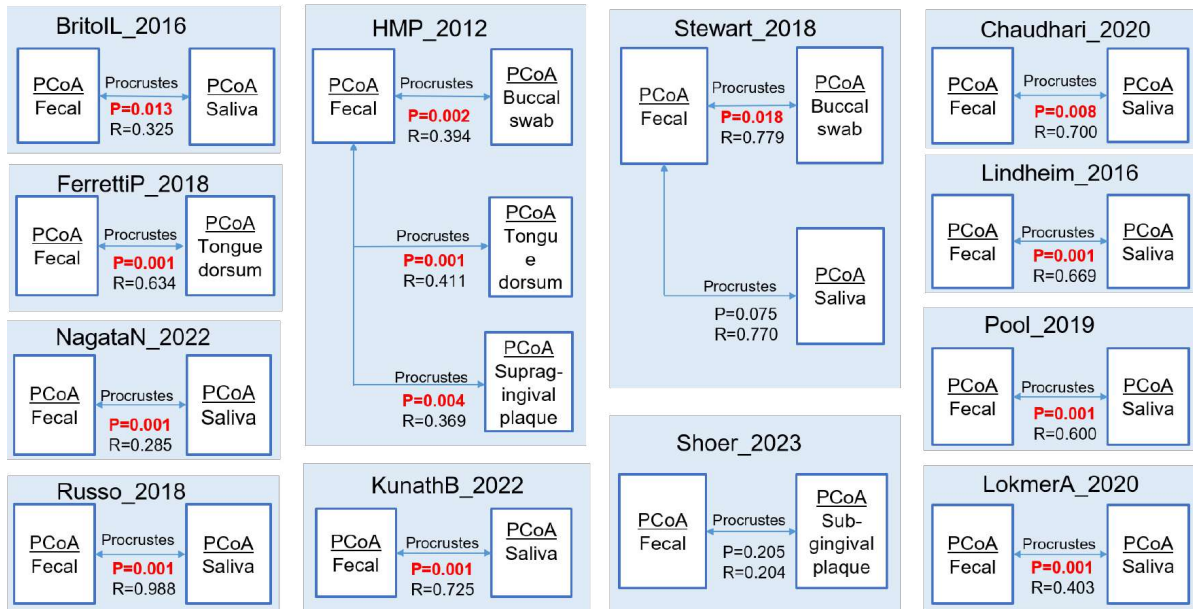 BritoIL_2016
PCoA
Fecal
Procrustes
P=0.013
R=0.325
PCoA
Saliva
FerrettiP_2018
PCoA
Fecal
Procrustes
P=0.001
R=0.634
PCoA
Tongue
dorsum
NagataN_2022
PCoA
Fecal
Procrustes
P=0.001
R=0.285
PCoA
Saliva
Russo_2018
PCoA
Fecal
Procrustes
P=0.001
R=0.988
PCoA
Saliva
HMP_2012
PCoA
Fecal
Procrustes
P=0.002
R=0.394
PCoA
Buccal
swab
Procrustes
P=0.001
R=0.411
PCoA
Tongu
e
dorsum
Procrustes
P=0.004
R=0.369
PCoA
Suprag-
ingival
plaque
KunathB_2022
PCoA
Fecal
Procrustes
P=0.001
R=0.725
PCoA
Saliva
Stewart_2018
PCoA
Fecal
Procrustes
P=0.018
R=0.779
PCoA
Buccal
swab
Procrustes
P=0.075
R=0.770
PCoA
Saliva
Shoer_2023
PCoA
Fecal
Procrustes
P=0.205
R=0.204
PCoA
Sub-
gingival
plaque
Chaudhari_2020
PCoA
Fecal
Procrustes
P=0.008
R=0.700
PCoA
Saliva
Lindheim_2016
PCoA
Fecal
Procrustes
P=0.001
R=0.669
PCoA
Saliva
Pool_2019
PCoA
Fecal
Procrustes
P=0.001
R=0.600
PCoA
Saliva
LokmerA_2020
PCoA
Fecal
Procrustes
P=0.001
R=0.403
PCoA
Saliva